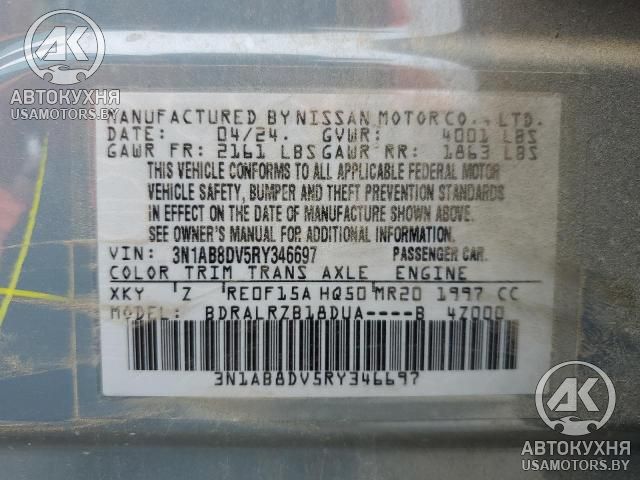 AK
АВТОКУХНЯ
USAMOTORS.BY
MANUFACTURED BY NISSAN MOTOR CO., LTD.
DATE: 04/24. GVWR: 4001 LBS
GAWR FR: 2161 LBS GAWR RR: 1863 LBS
THIS VEHICLE CONFORMS TO ALL APPLICABLE FEDERAL MOTOR
VEHICLE SAFETY, BUMPER AND THEFT PREVENTION STANDARDS
IN EFFECT ON THE DATE OF MANUFACTURE SHOWN ABOVE.
SEE OWNER'S MANUAL FOR ADDITIONAL INFORMATION.
VIN: 3N1AB8DV5RY346697 PASSENGER CAR.
COLOR TRIM TRANS AXLE ENGINE
XKY Z RE0F15A HQ50 MR20 1997 CC
MODEL: BDRALRZB18DUA----B 4Z000
3N1AB8DV5RY346697
AK
АВТОКУХНЯ
USAMOTORS.BY